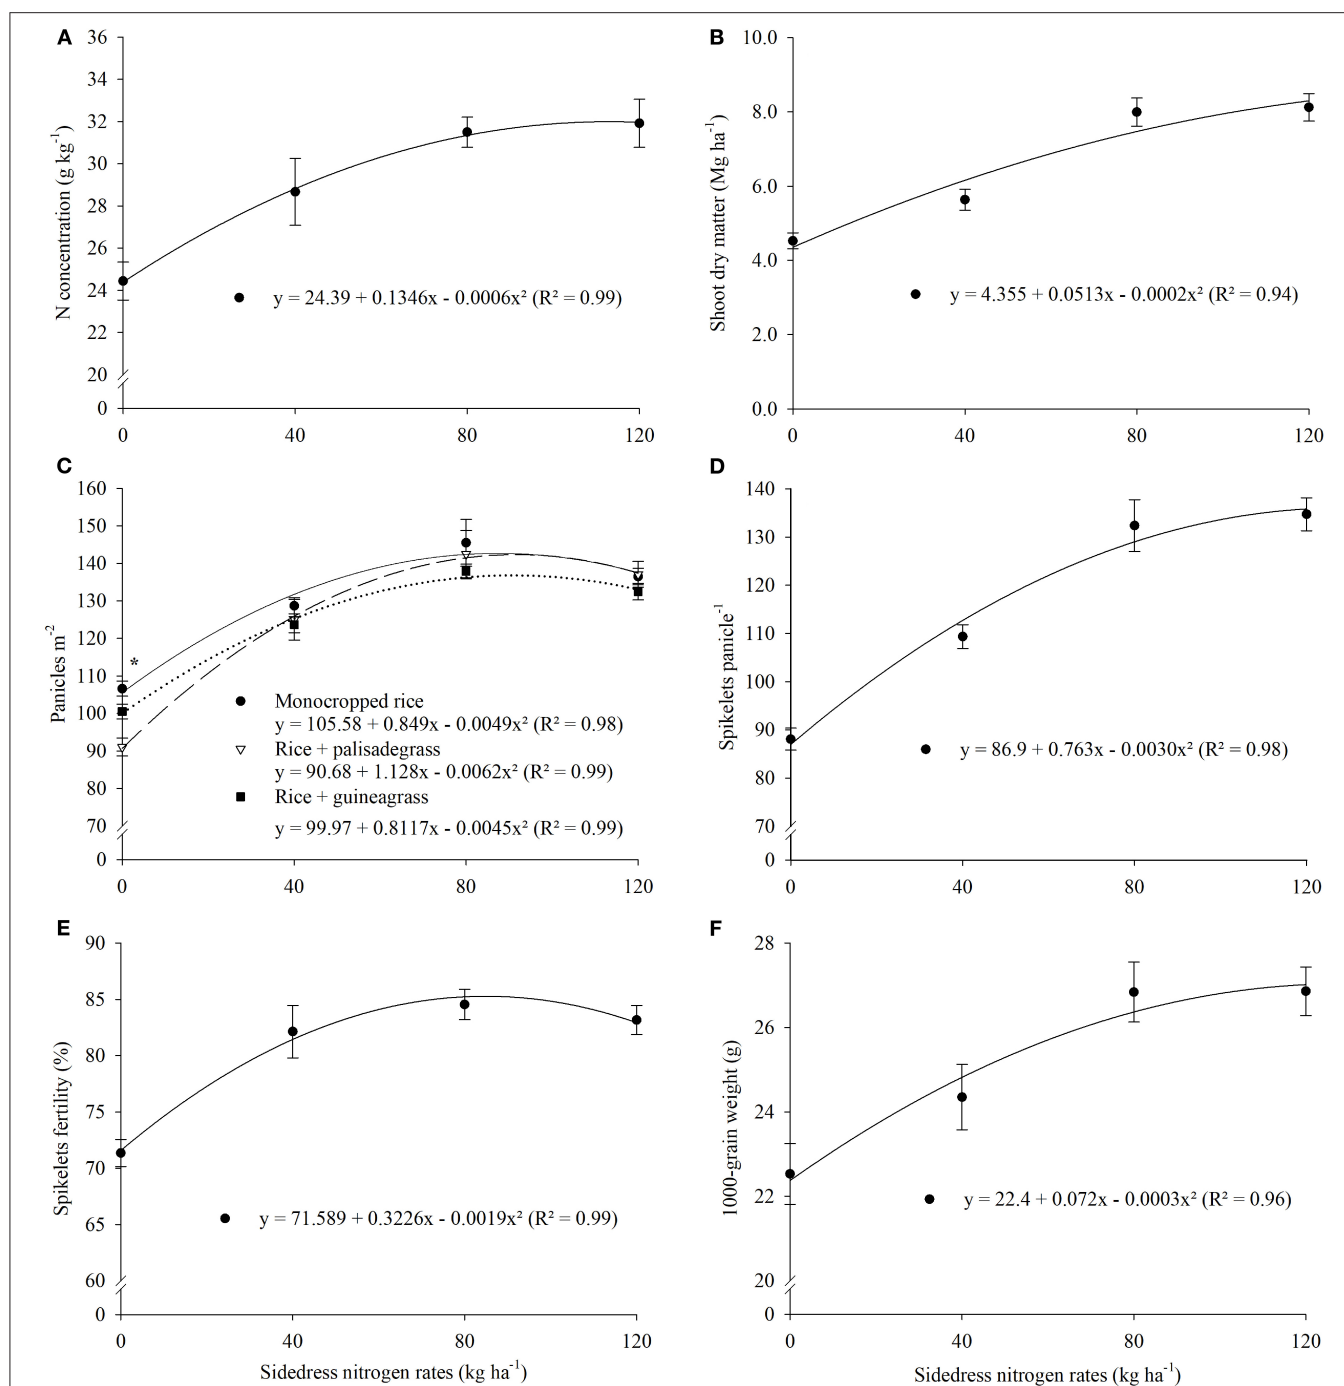 A
36
34
32
30
28
26
24
22
20
0
N concentration (g kg⁻¹)
y = 24.39 + 0.1346x - 0.0006x² (R² = 0.99)
0 40 80 120
B
10.0
8.0
6.0
4.0
2.0
0.0
Shoot dry matter (Mg ha⁻¹)
y = 4.355 + 0.0513x - 0.0002x² (R² = 0.94)
0 40 80 120
C
160
150
140
130
120
110
100
90
80
70
0
Panicles m⁻²
*
Monocropped rice
y = 105.58 + 0.849x - 0.0049x² (R² = 0.98)
Rice + palisadegrass
y = 90.68 + 1.128x - 0.0062x² (R² = 0.99)
Rice + guineagrass
y = 99.97 + 0.8117x - 0.0045x² (R² = 0.99)
0 40 80 120
D
140
130
120
110
100
90
80
70
0
Spikelets panicle⁻¹
y = 86.9 + 0.763x - 0.0030x² (R² = 0.98)
0 40 80 120
E
90
85
80
75
70
65
60
0
Spikelets fertility (%)
y = 71.589 + 0.3226x - 0.0019x² (R² = 0.99)
0 40 80 120
Sidedress nitrogen rates (kg ha⁻¹)
F
28
26
24
22
20
0
1000-grain weight (g)
y = 22.4 + 0.072x - 0.0003x² (R² = 0.96)
0 40 80 120
Sidedress nitrogen rates (kg ha⁻¹)